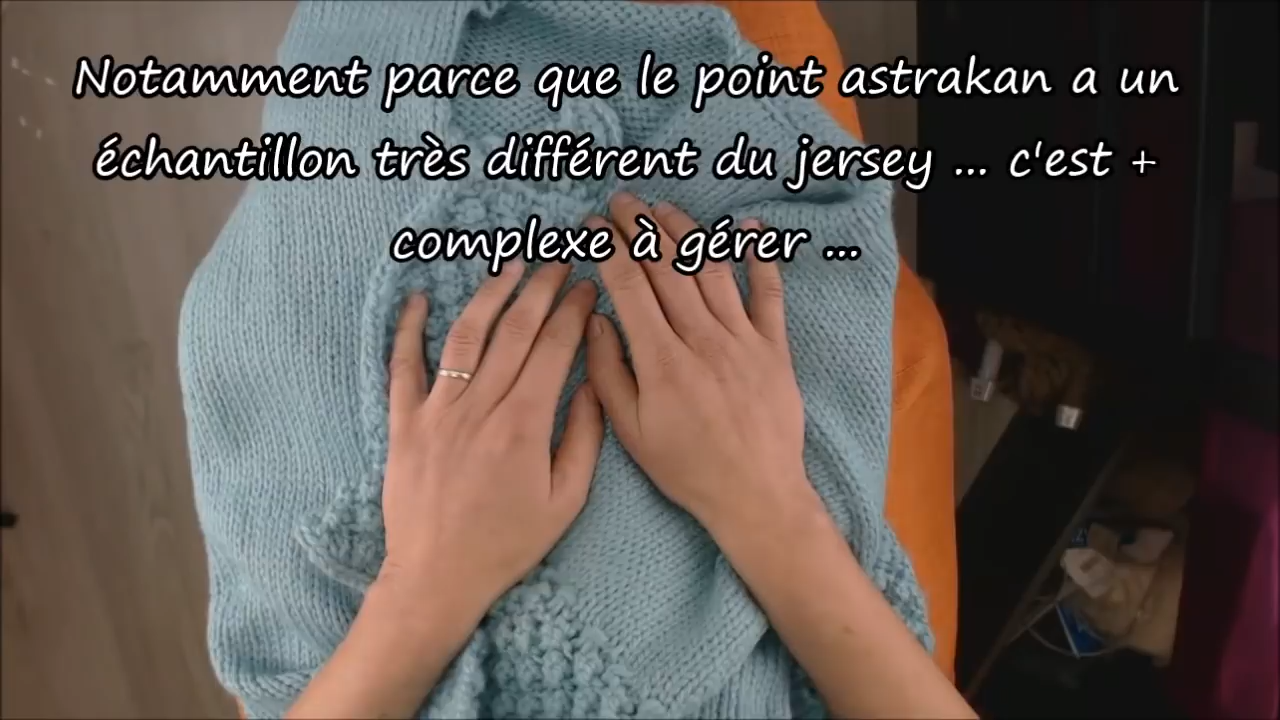 Notamment parce que le point astrakan a un
échantillon très différent du jersey ... c'est +
complexe à gérer ...